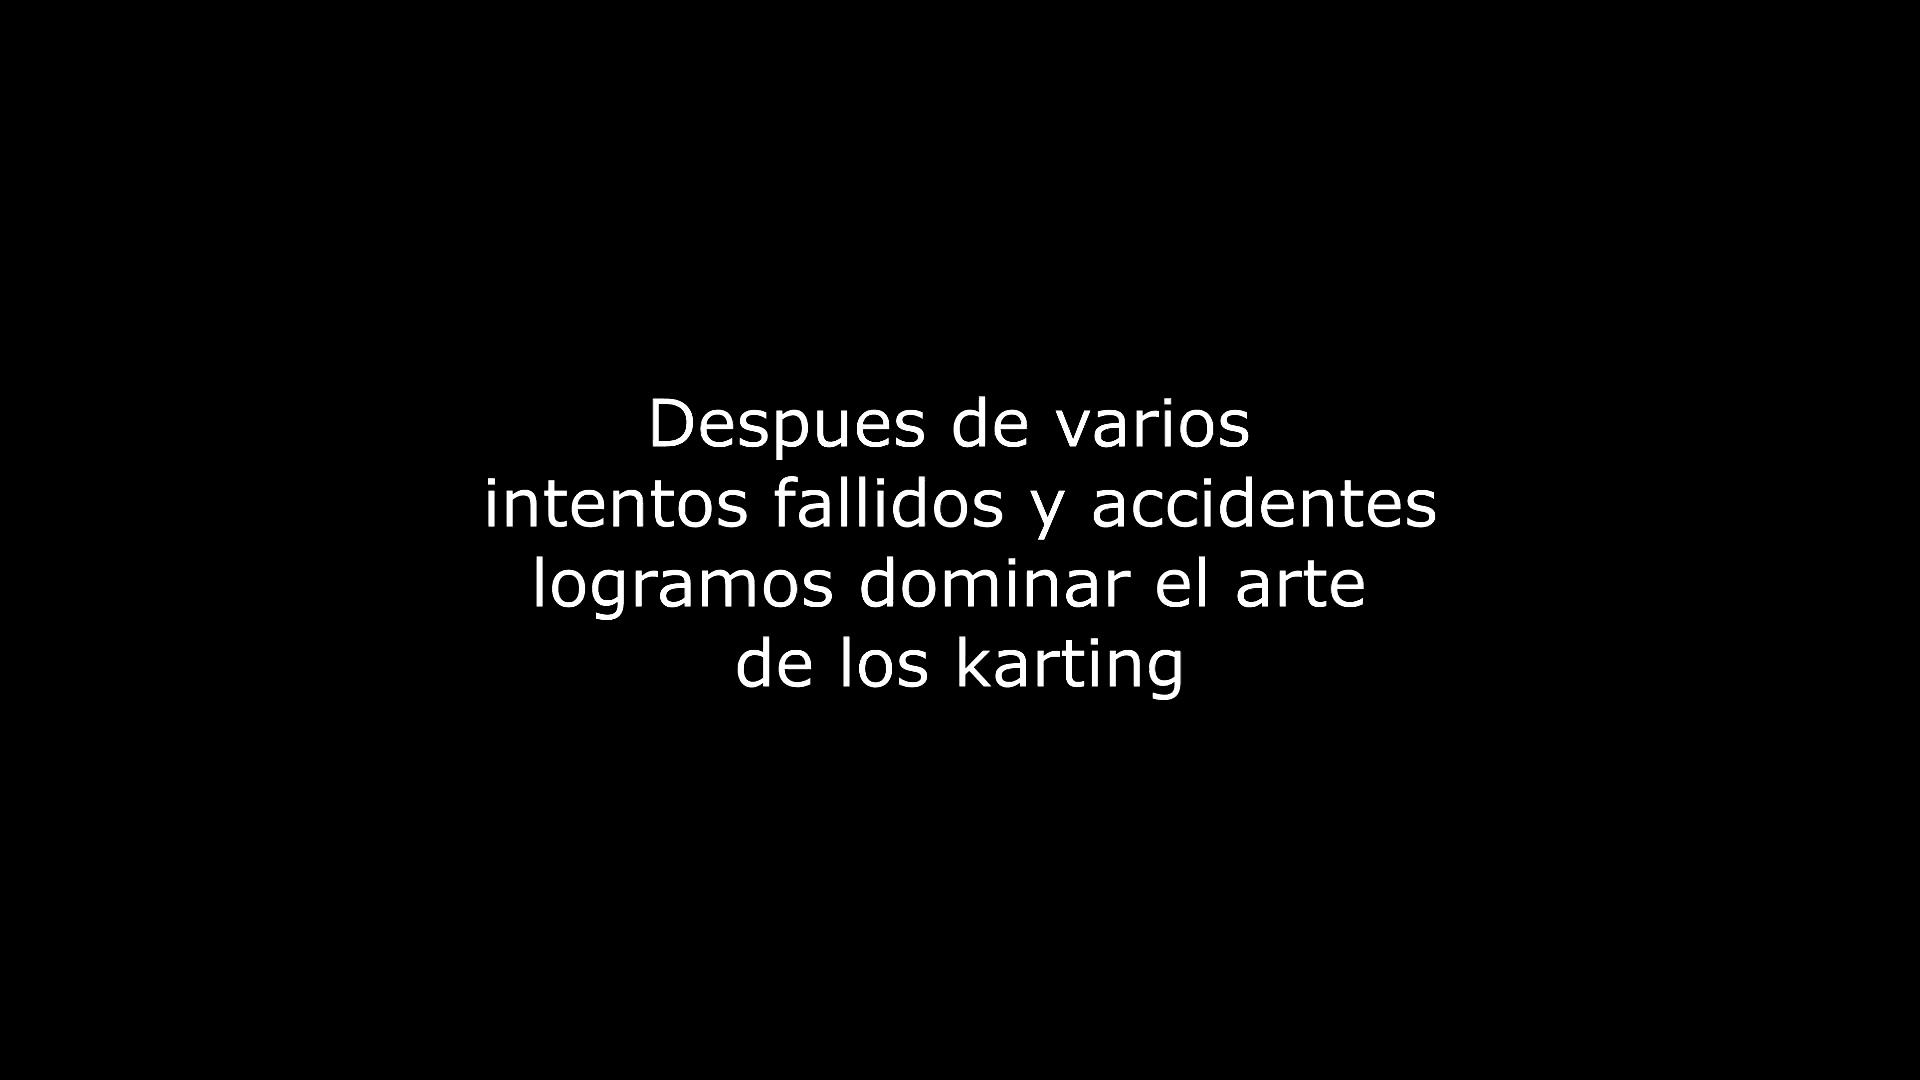 Despues de varios
intentos fallidos y accidentes
logramos dominar el arte
de los karting